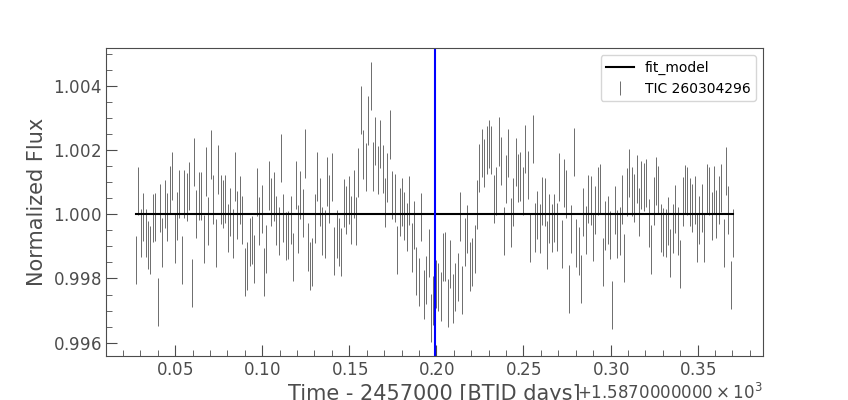 fit_model
TIC 260304296
Normalized Flux
1.004
1.002
1.000
0.998
0.996
0.05 0.10 0.15 0.20 0.25 0.30 0.35
Time - 2457000 [BTJD days]
+1.5870000000 × 10³